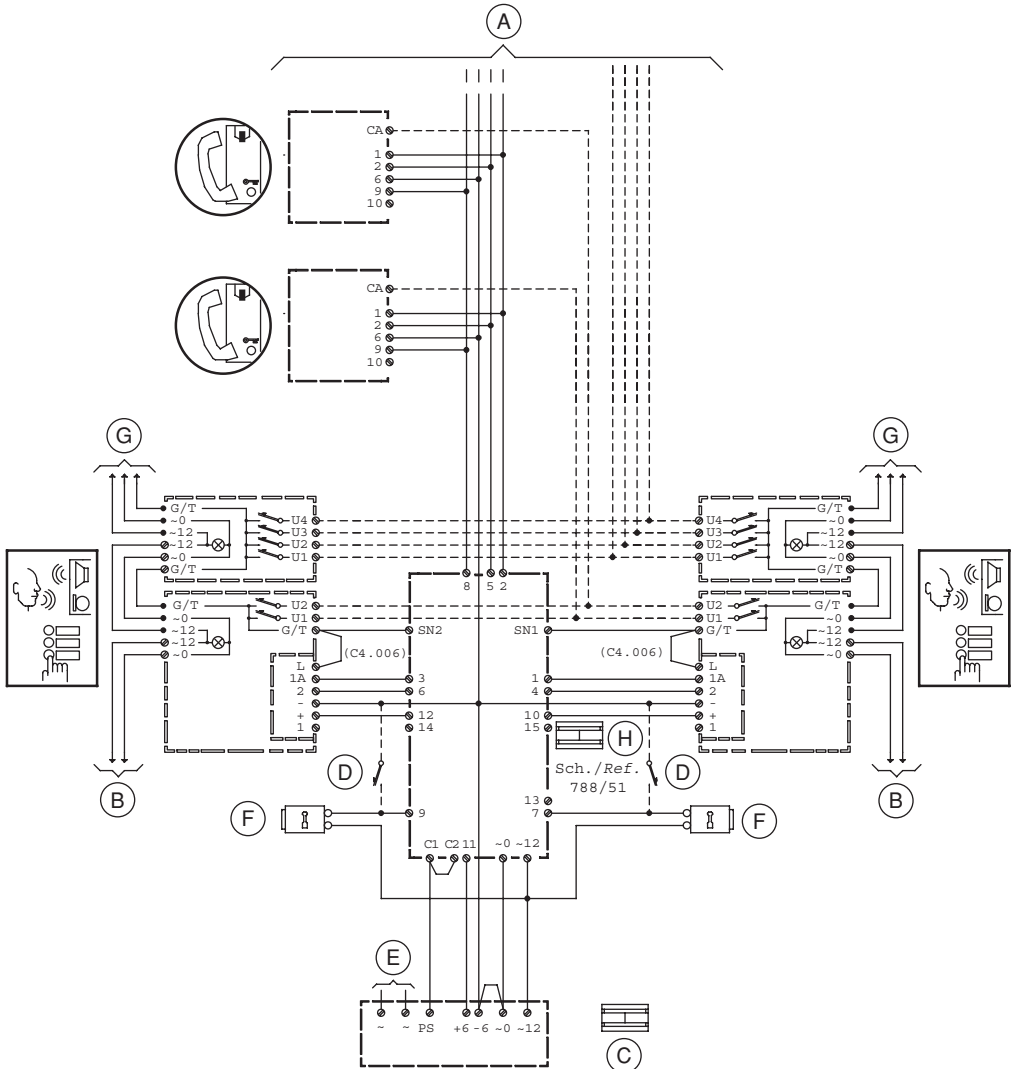 A
CA
1
2
6
9
10
CA
1
2
6
9
10
G
G
G/T
~0
~12
~12
~0
G/T
U4
U3
U2
U1
U4
U3
U2
U1
G/T
~0
~12
~12
~0
G/T
8 5 2
G/T
~0
~12
~12
~0
U2
U1
G/T
SN2
SN1
U2
U1
G/T
G/T
~0
~12
~12
~0
(C4.006)
(C4.006)
L
1A
2
-
+
1
3
6
12
14
1
4
10
15
L
1A
2
-
+
1
H
Sch./Ref.
788/51
D
D
B
B
F
F
9
13
7
C1 C2 11 ~0 ~12
E
~ ~ PS +6 -6 ~0 ~12
C